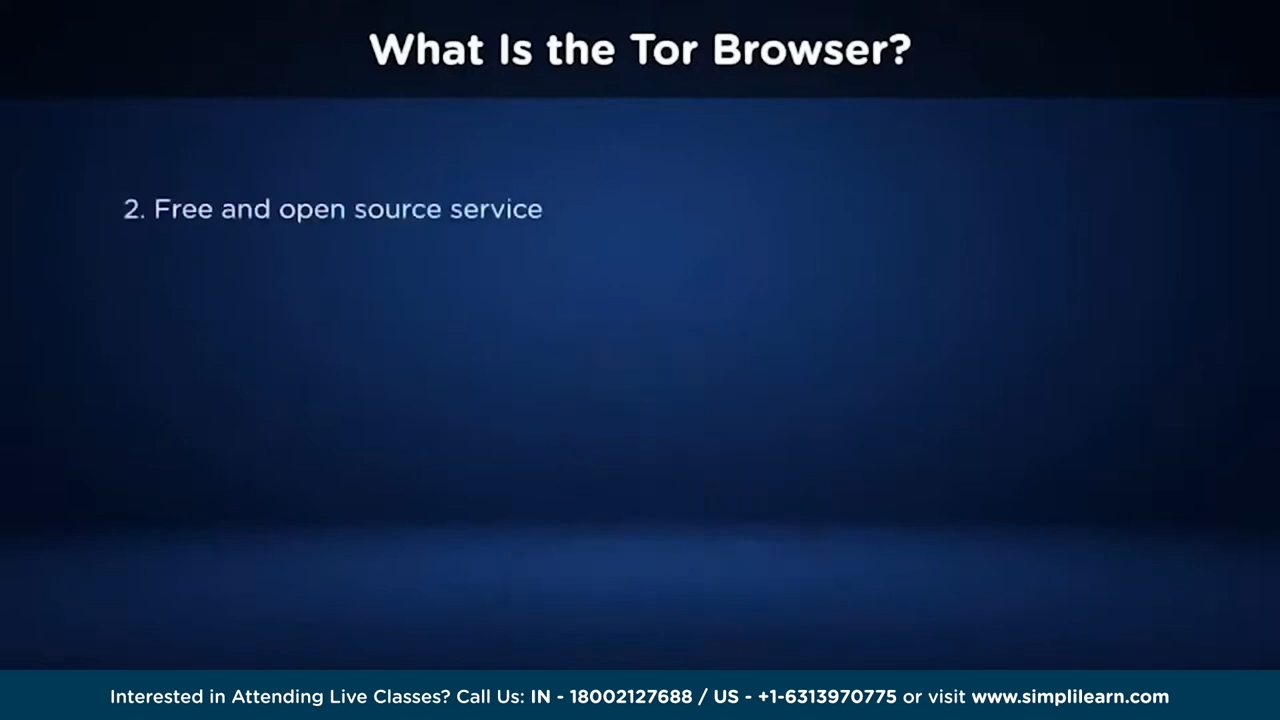 What Is the Tor Browser?
2. Free and open source service
Interested in Attending Live Classes? Call Us: IN - 18002127688 / US - +1-6313970775 or visit www.simplilearn.com